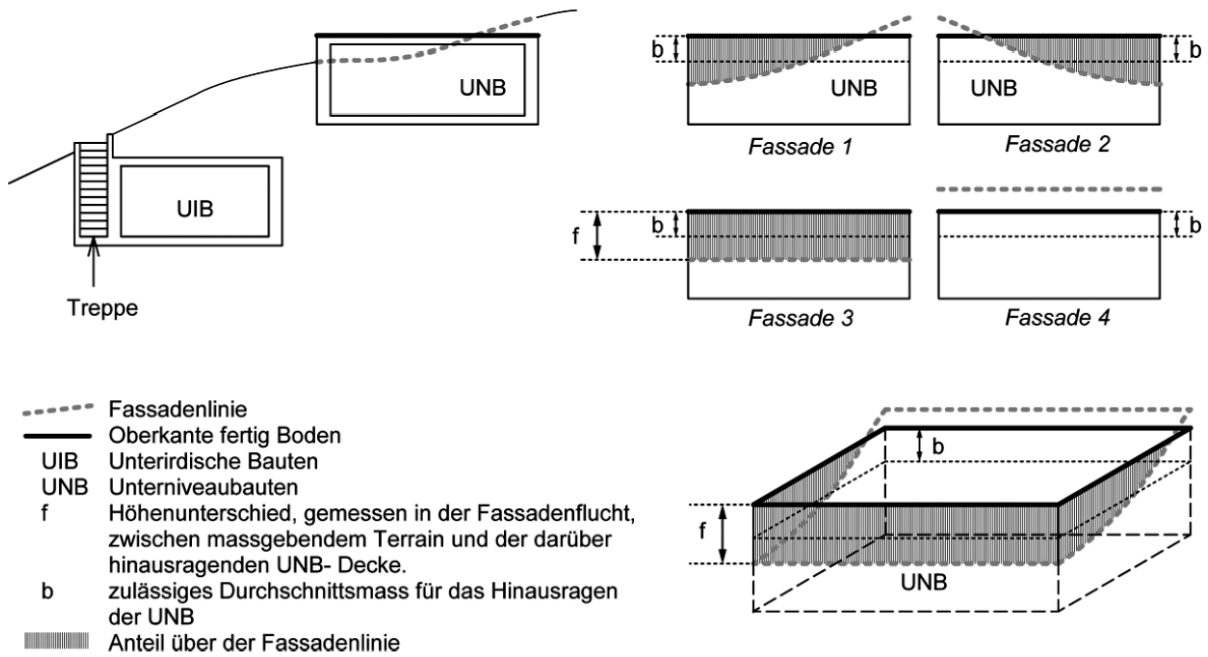 UNB
UIB
Treppe
b
UNB
Fassade 1
UNB
b
Fassade 2
f
b
Fassade 3
b
Fassade 4
Fassadenlinie
Oberkante fertig Boden
UIB Unterirdische Bauten
UNB Unterniveaubauten
f Höhenunterschied, gemessen in der Fassadenflucht,
zwischen massgebendem Terrain und der darüber
hinausragenden UNB- Decke.
b zulässiges Durchschnittsmass für das Hinausragen
der UNB
Anteil über der Fassadenlinie
b
f
UNB